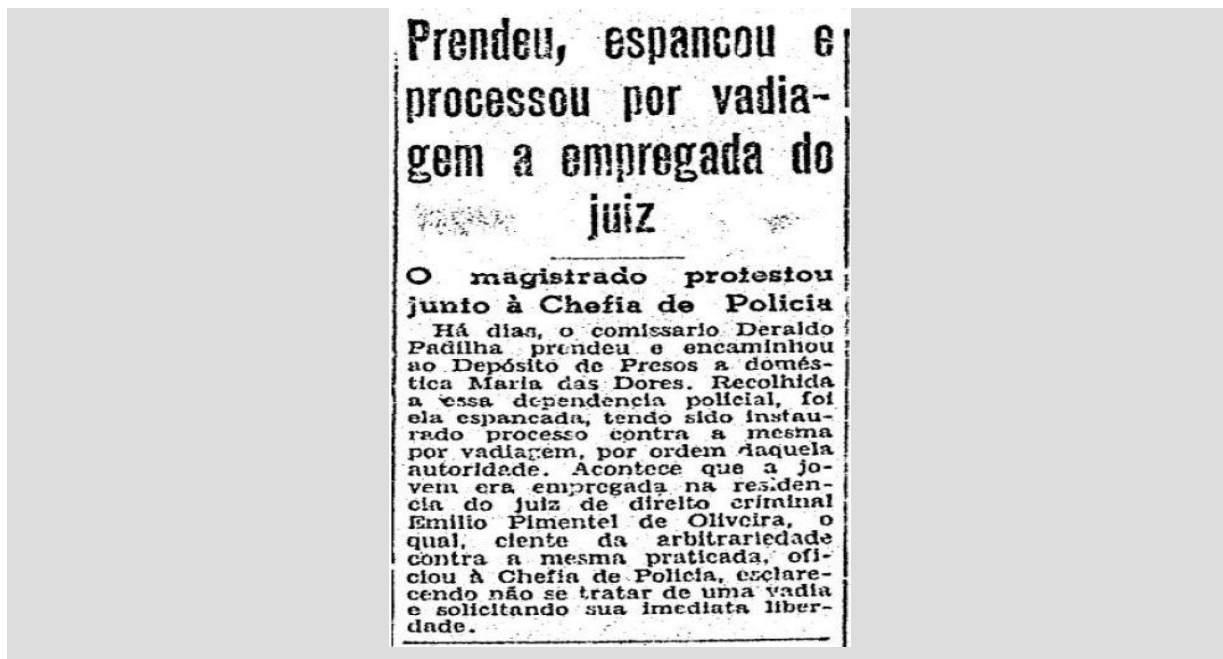 Prendeu, espancou e
processou por vadia-
gem a empregada do
juiz
O magistrado protestou
junto à Chefia de Policia
Há dias, o comissario Deraldo
Padilha prendeu e encaminhou
ao Depósito de Presos a domés-
tica Maria das Dores. Recolhida
a essa dependencia policial, foi
ela espancada, tendo sido instau-
rado processo contra a mesma
por vadiagem, por ordem daquela
autoridade. Acontece que a jo-
vem era empregada na residen-
cia do juiz de direito criminal
Emilio Pimentel de Oliveira, o
qual, ciente da arbitrariedade
contra a mesma praticada, ofi-
ciou à Chefia de Policia, esclare-
cendo não se tratar de uma vadia
e solicitando sua imediata liber-
dade.